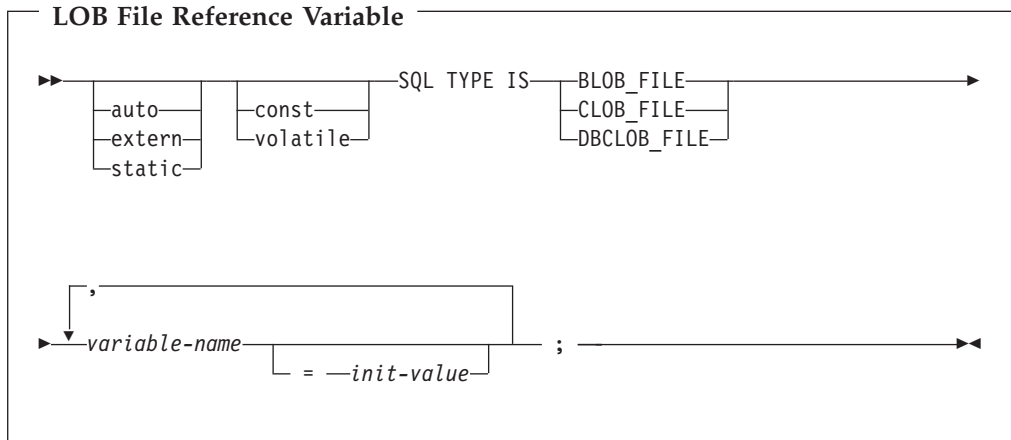 LOB File Reference Variable
SQL TYPE IS BLOB_FILE
auto const CLOB_FILE
extern volatile DBCLOB_FILE
static
,
variable-name ;
= init-value